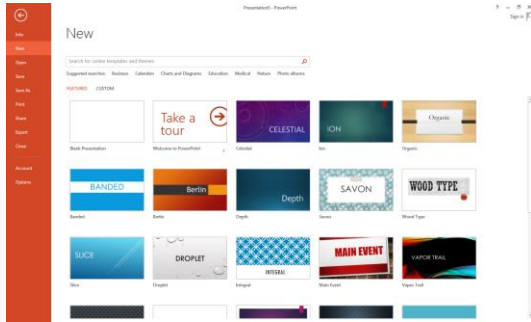 Presentation5 - PowerPoint
Sign in
Info
New
Open
Save
Save As
Print
Share
Export
Close
Account
Options
New
Search for online templates and themes
Suggested searches: Business Calendars Charts and Diagrams Education Medical Nature Photo albums
FEATURED CUSTOM
Take a
tour
CELESTIAL
ION
Organic
Blank Presentation Welcome to PowerPoint Celestial Ion Organic
BANDED
Berlin
Depth
SAVON
WOOD TYPE
Banded Berlin Depth Savon Wood Type
SLICE
DROPLET
INTEGRAL
MAIN EVENT
VAPOR TRAIL
Slice Droplet Integral Main Event Vapor Trail